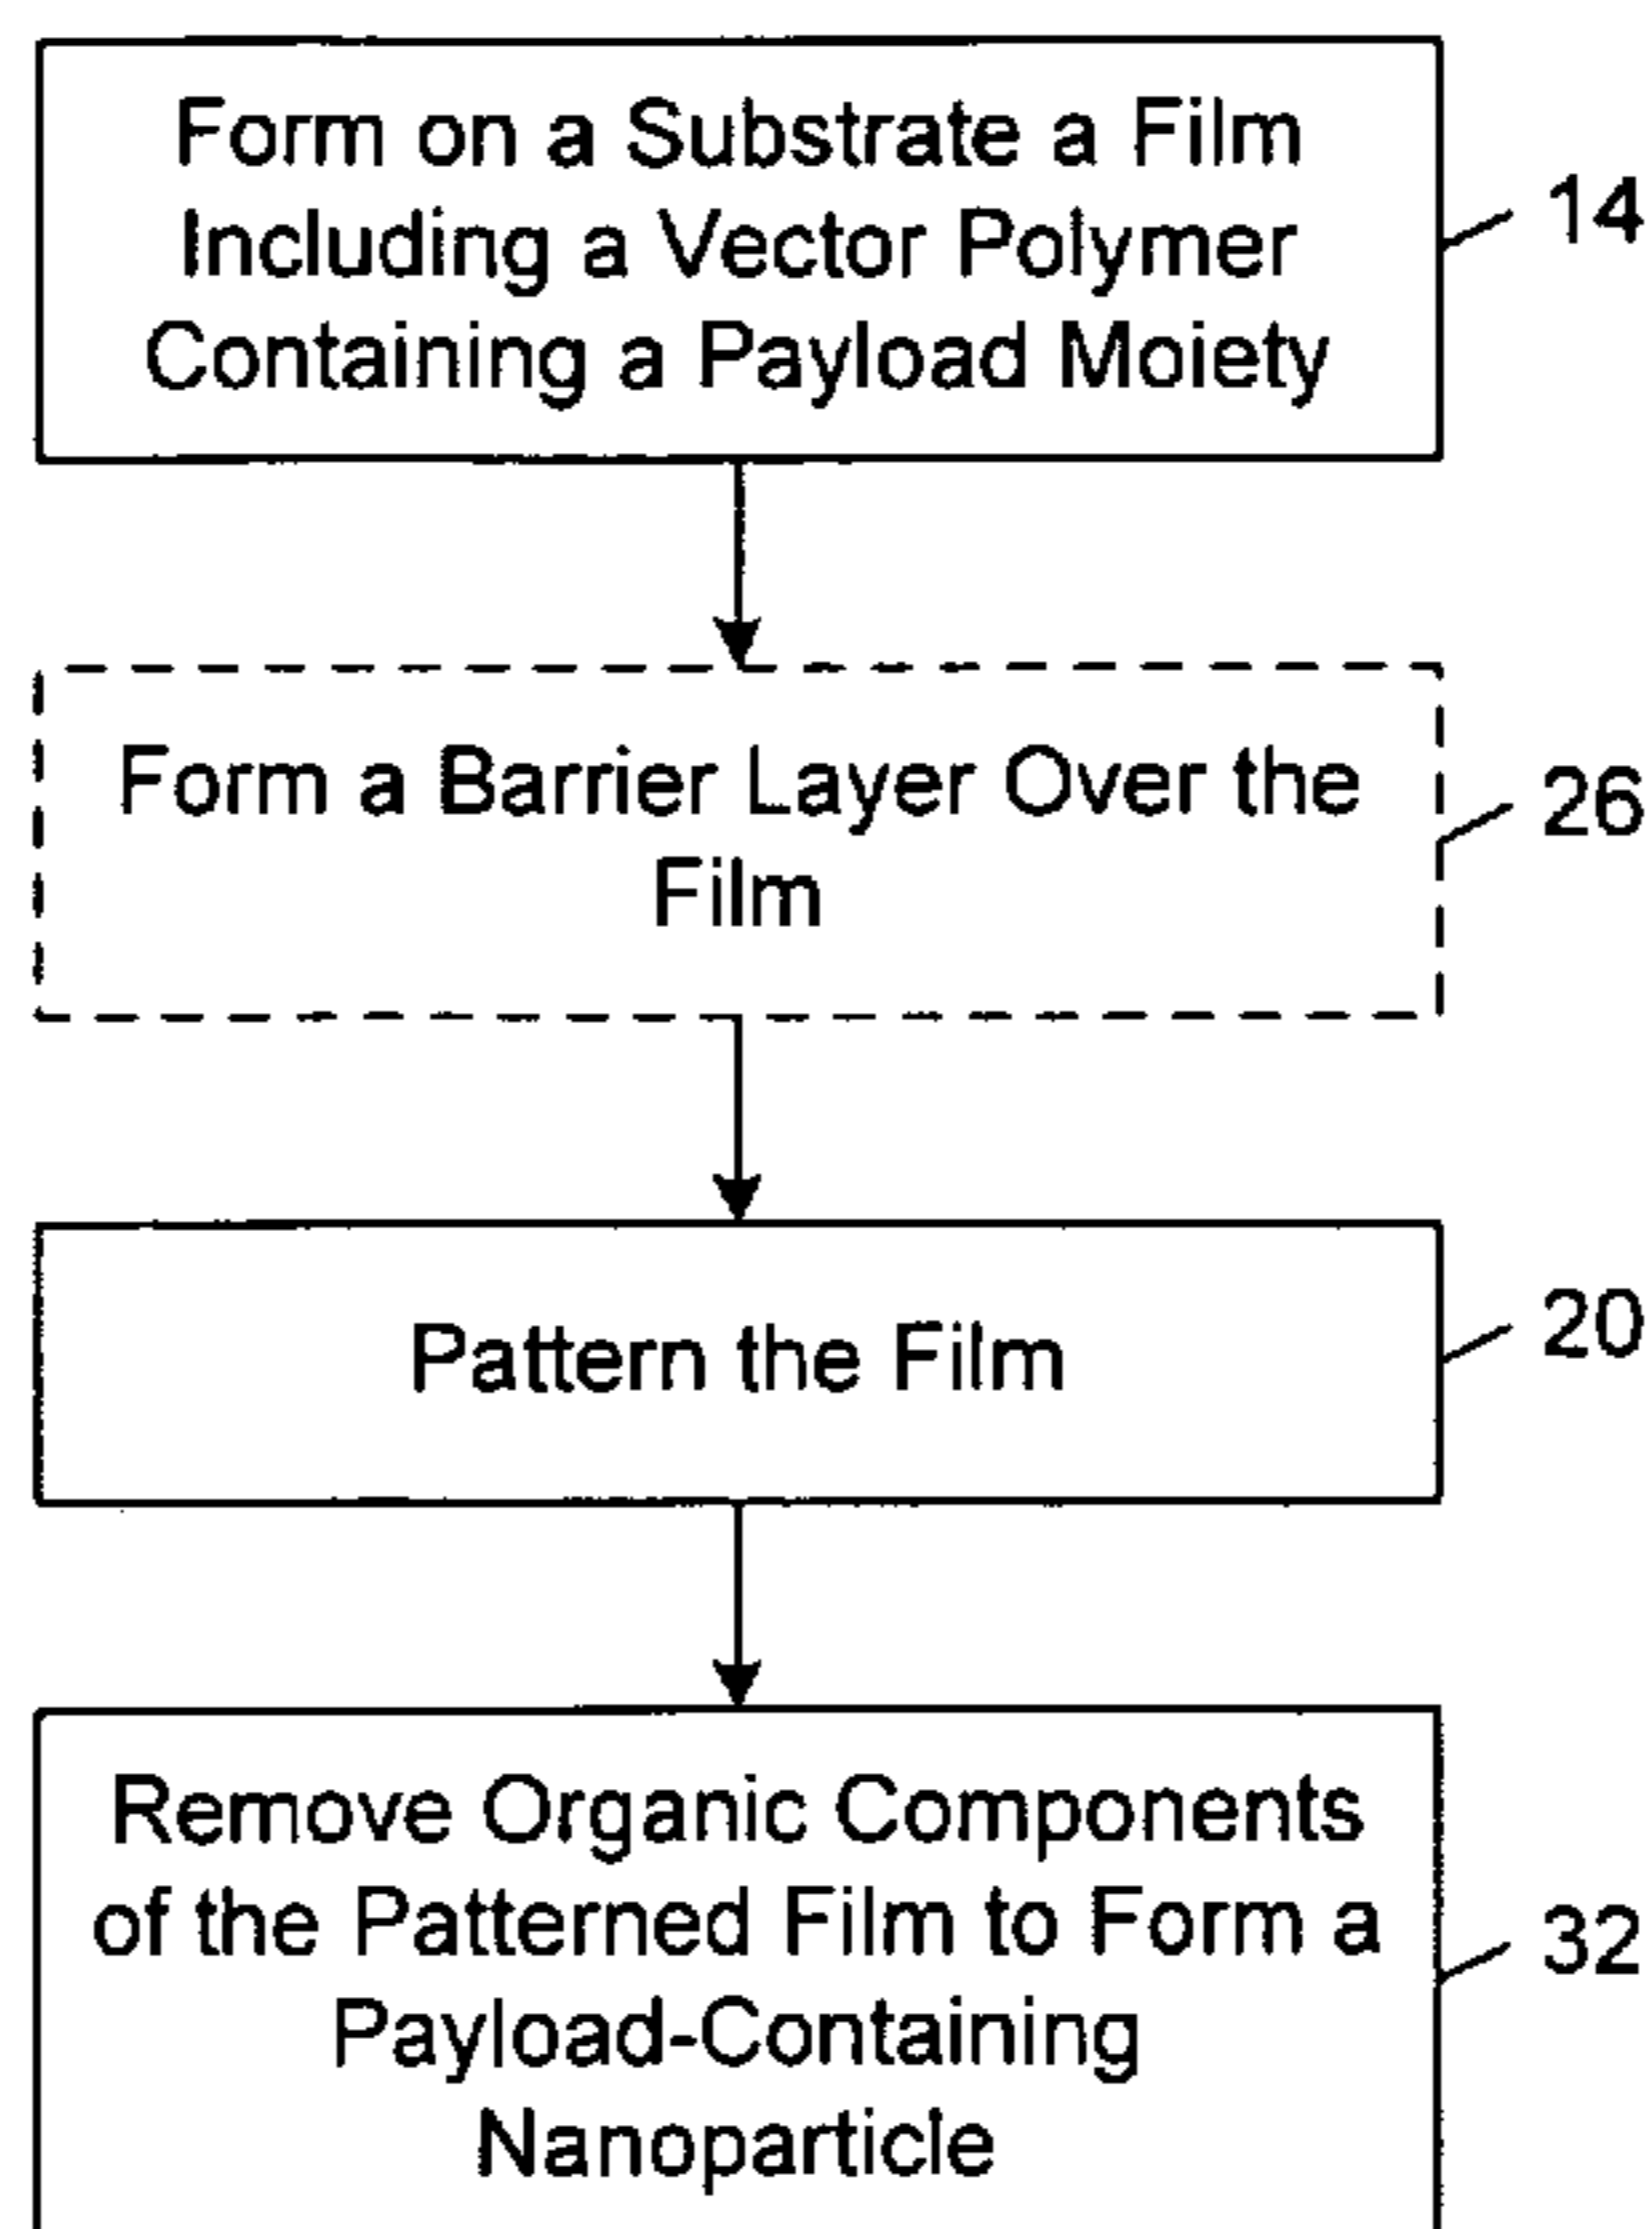 Form on a Substrate a Film
Including a Vector Polymer
Containing a Payload Moiety
14
Form a Barrier Layer Over the
Film
26
Pattern the Film
20
Remove Organic Components
of the Patterned Film to Form a
Payload-Containing
Nanoparticle
32